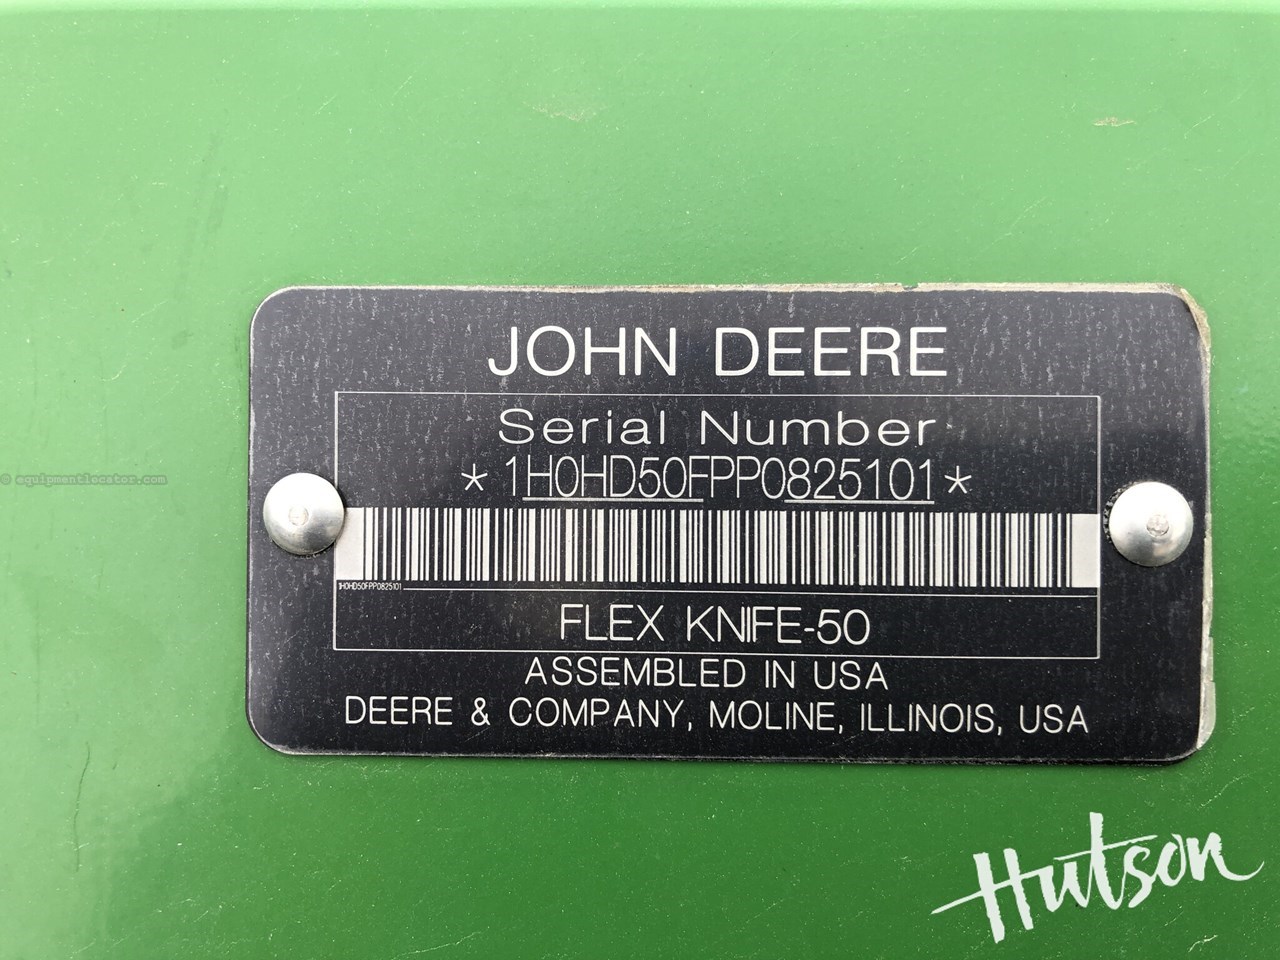 JOHN DEERE
Serial Number
*1H0HD50FPP0825101*
1H0HD50FPP0825101
FLEX KNIFE-50
ASSEMBLED IN USA
DEERE & COMPANY, MOLINE, ILLINOIS, USA
© equipmentlocator.com
Hutson